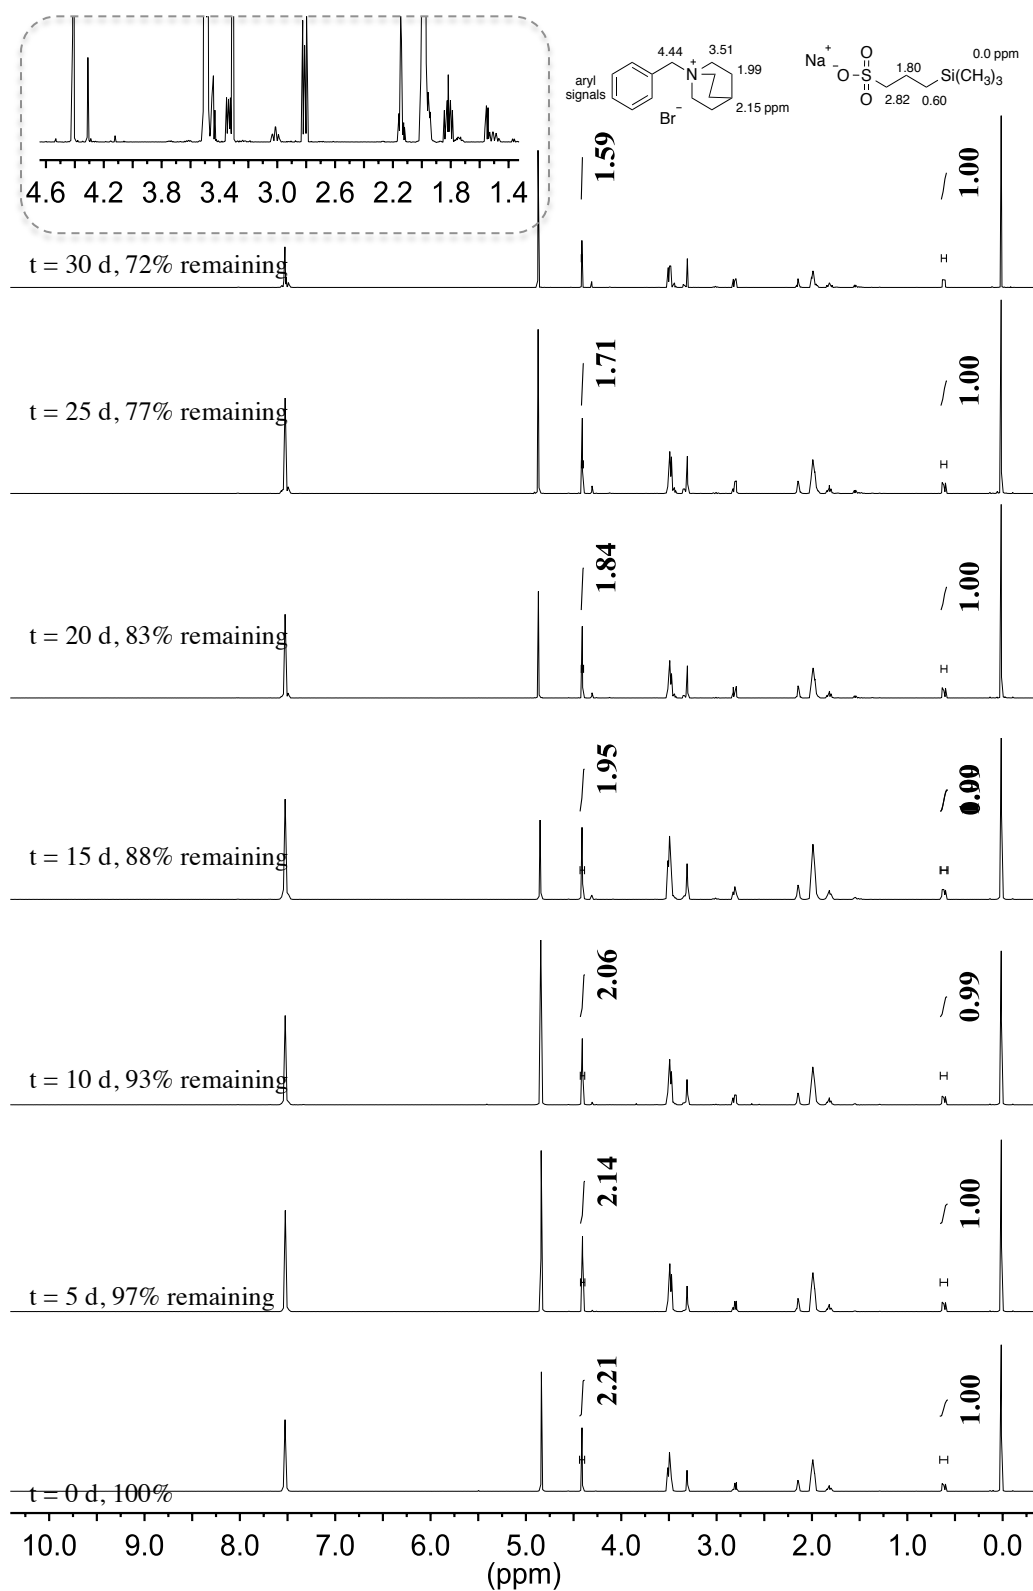 4.44
3.51
1.99
2.15 ppm
aryl
signals
N
+
Br
−
Na
+
−
O
O
S
O
1.80
2.82
0.60
0.0 ppm
Si(CH3)3
4.6 4.2 3.8 3.4 3.0 2.6 2.2 1.8 1.4
1.59
1.00
t = 30 d, 72% remaining
1.71
1.00
t = 25 d, 77% remaining
1.84
1.00
t = 20 d, 83% remaining
1.95
t = 15 d, 88% remaining
2.06
0.99
t = 10 d, 93% remaining
2.14
1.00
t = 5 d, 97% remaining
2.21
1.00
t = 0 d, 100%
10.0 9.0 8.0 7.0 6.0 5.0 4.0 3.0 2.0 1.0 0.0
(ppm)